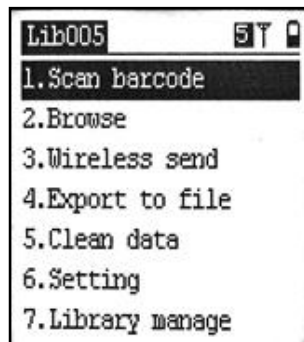 Lib005 5
1.Scan barcode
2.Browse
3.Wireless send
4.Export to file
5.Clean data
6.Setting
7.Library manage